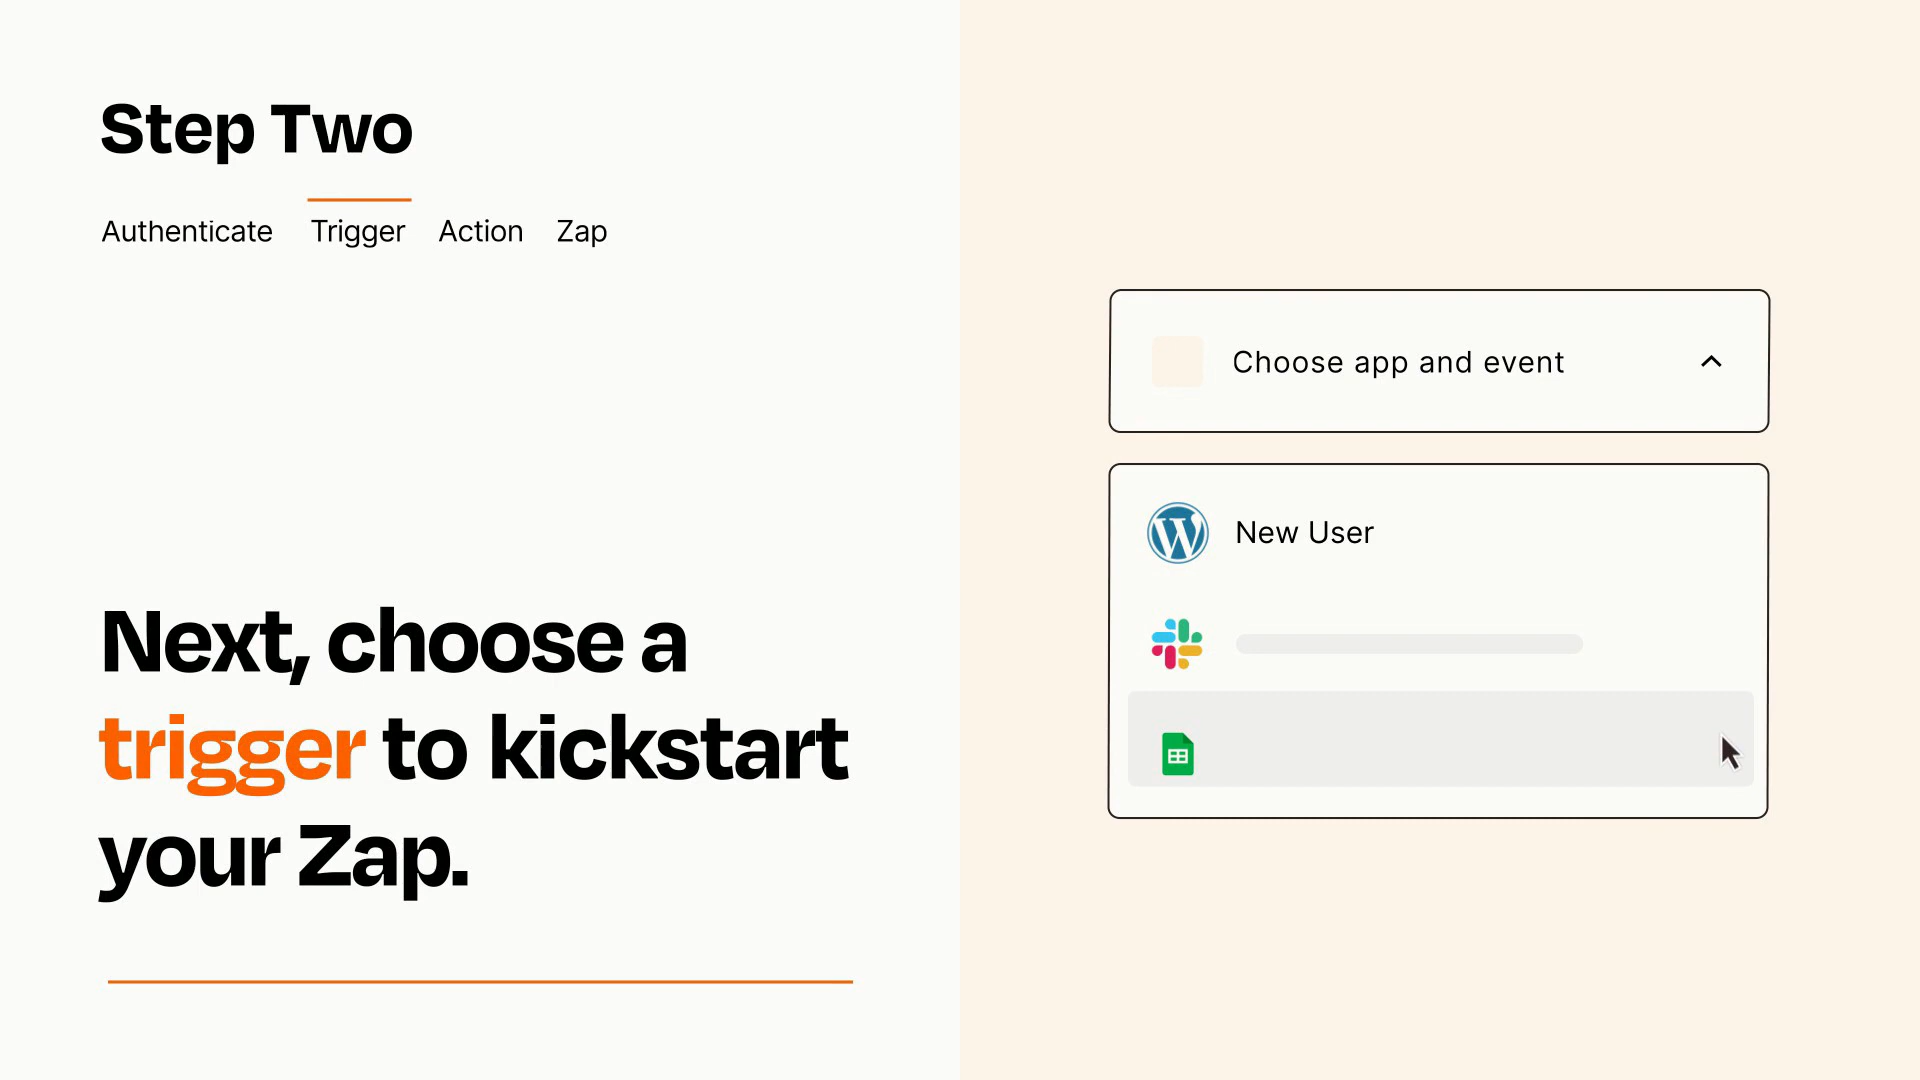 Step Two
Authenticate Trigger Action Zap
Next, choose a
trigger to kickstart
your Zap.
Choose app and event
New User